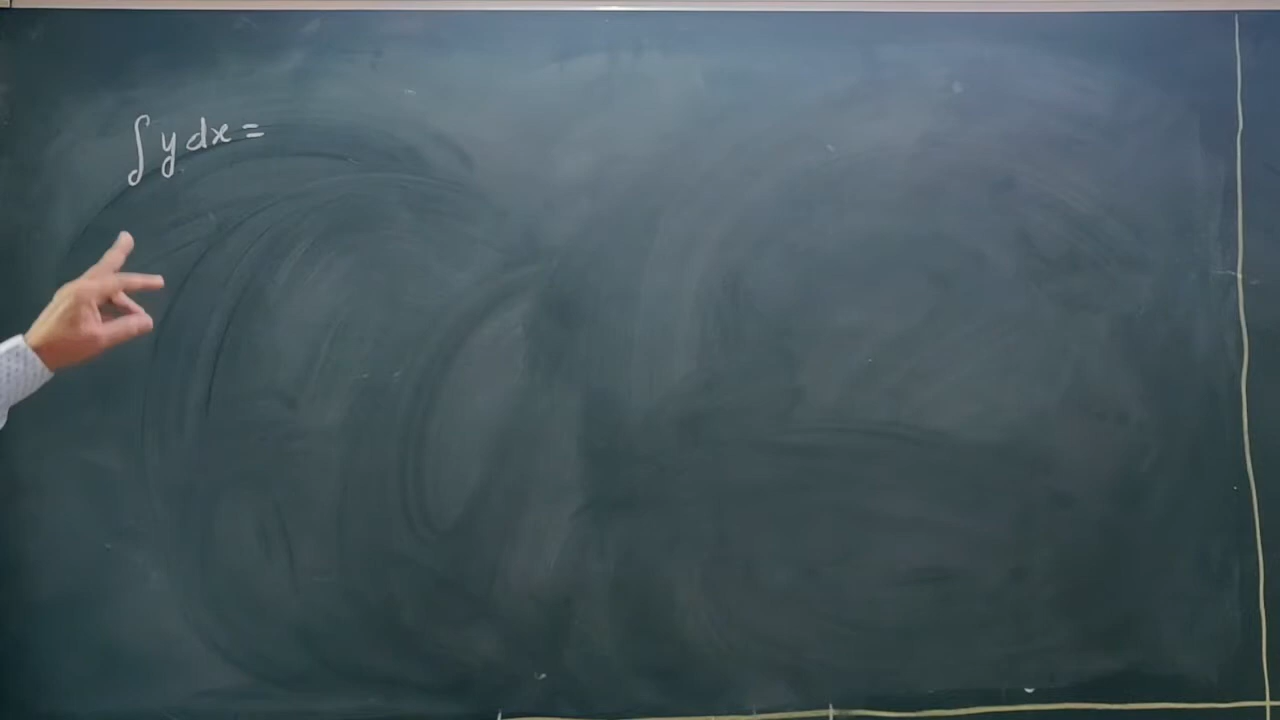 ∫ y dx =